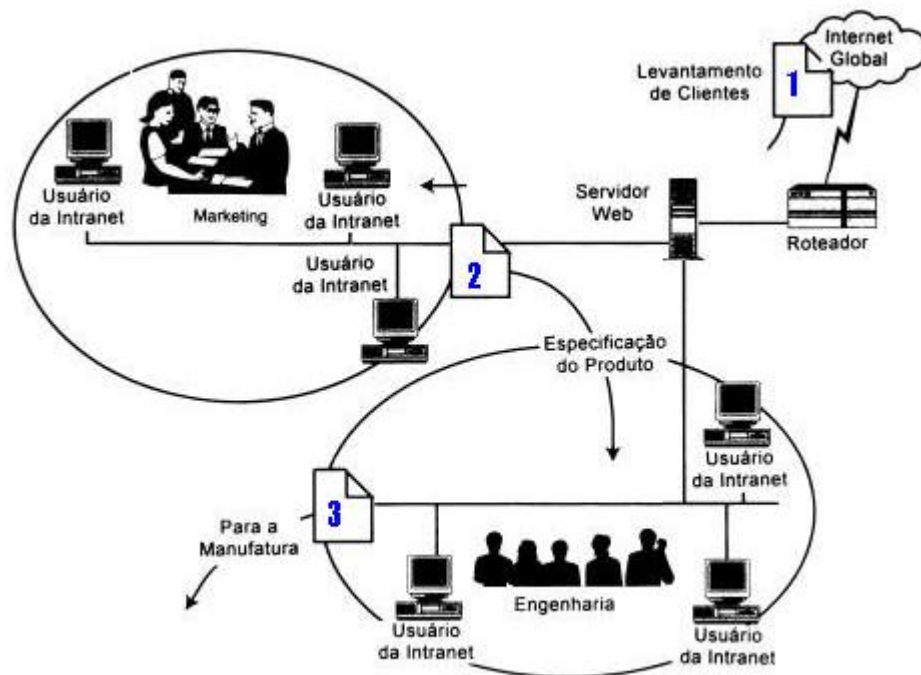 Internet
Global
1
Levantamento
de Clientes
Servidor
Web
Roteador
Usuário
da Intranet
Marketing
Usuário
da Intranet
Usuário
da Intranet
2
Especificação
do Produto
Usuário
da Intranet
3
Para a
Manufatura
Engenharia
Usuário
da Intranet
Usuário
da Intranet